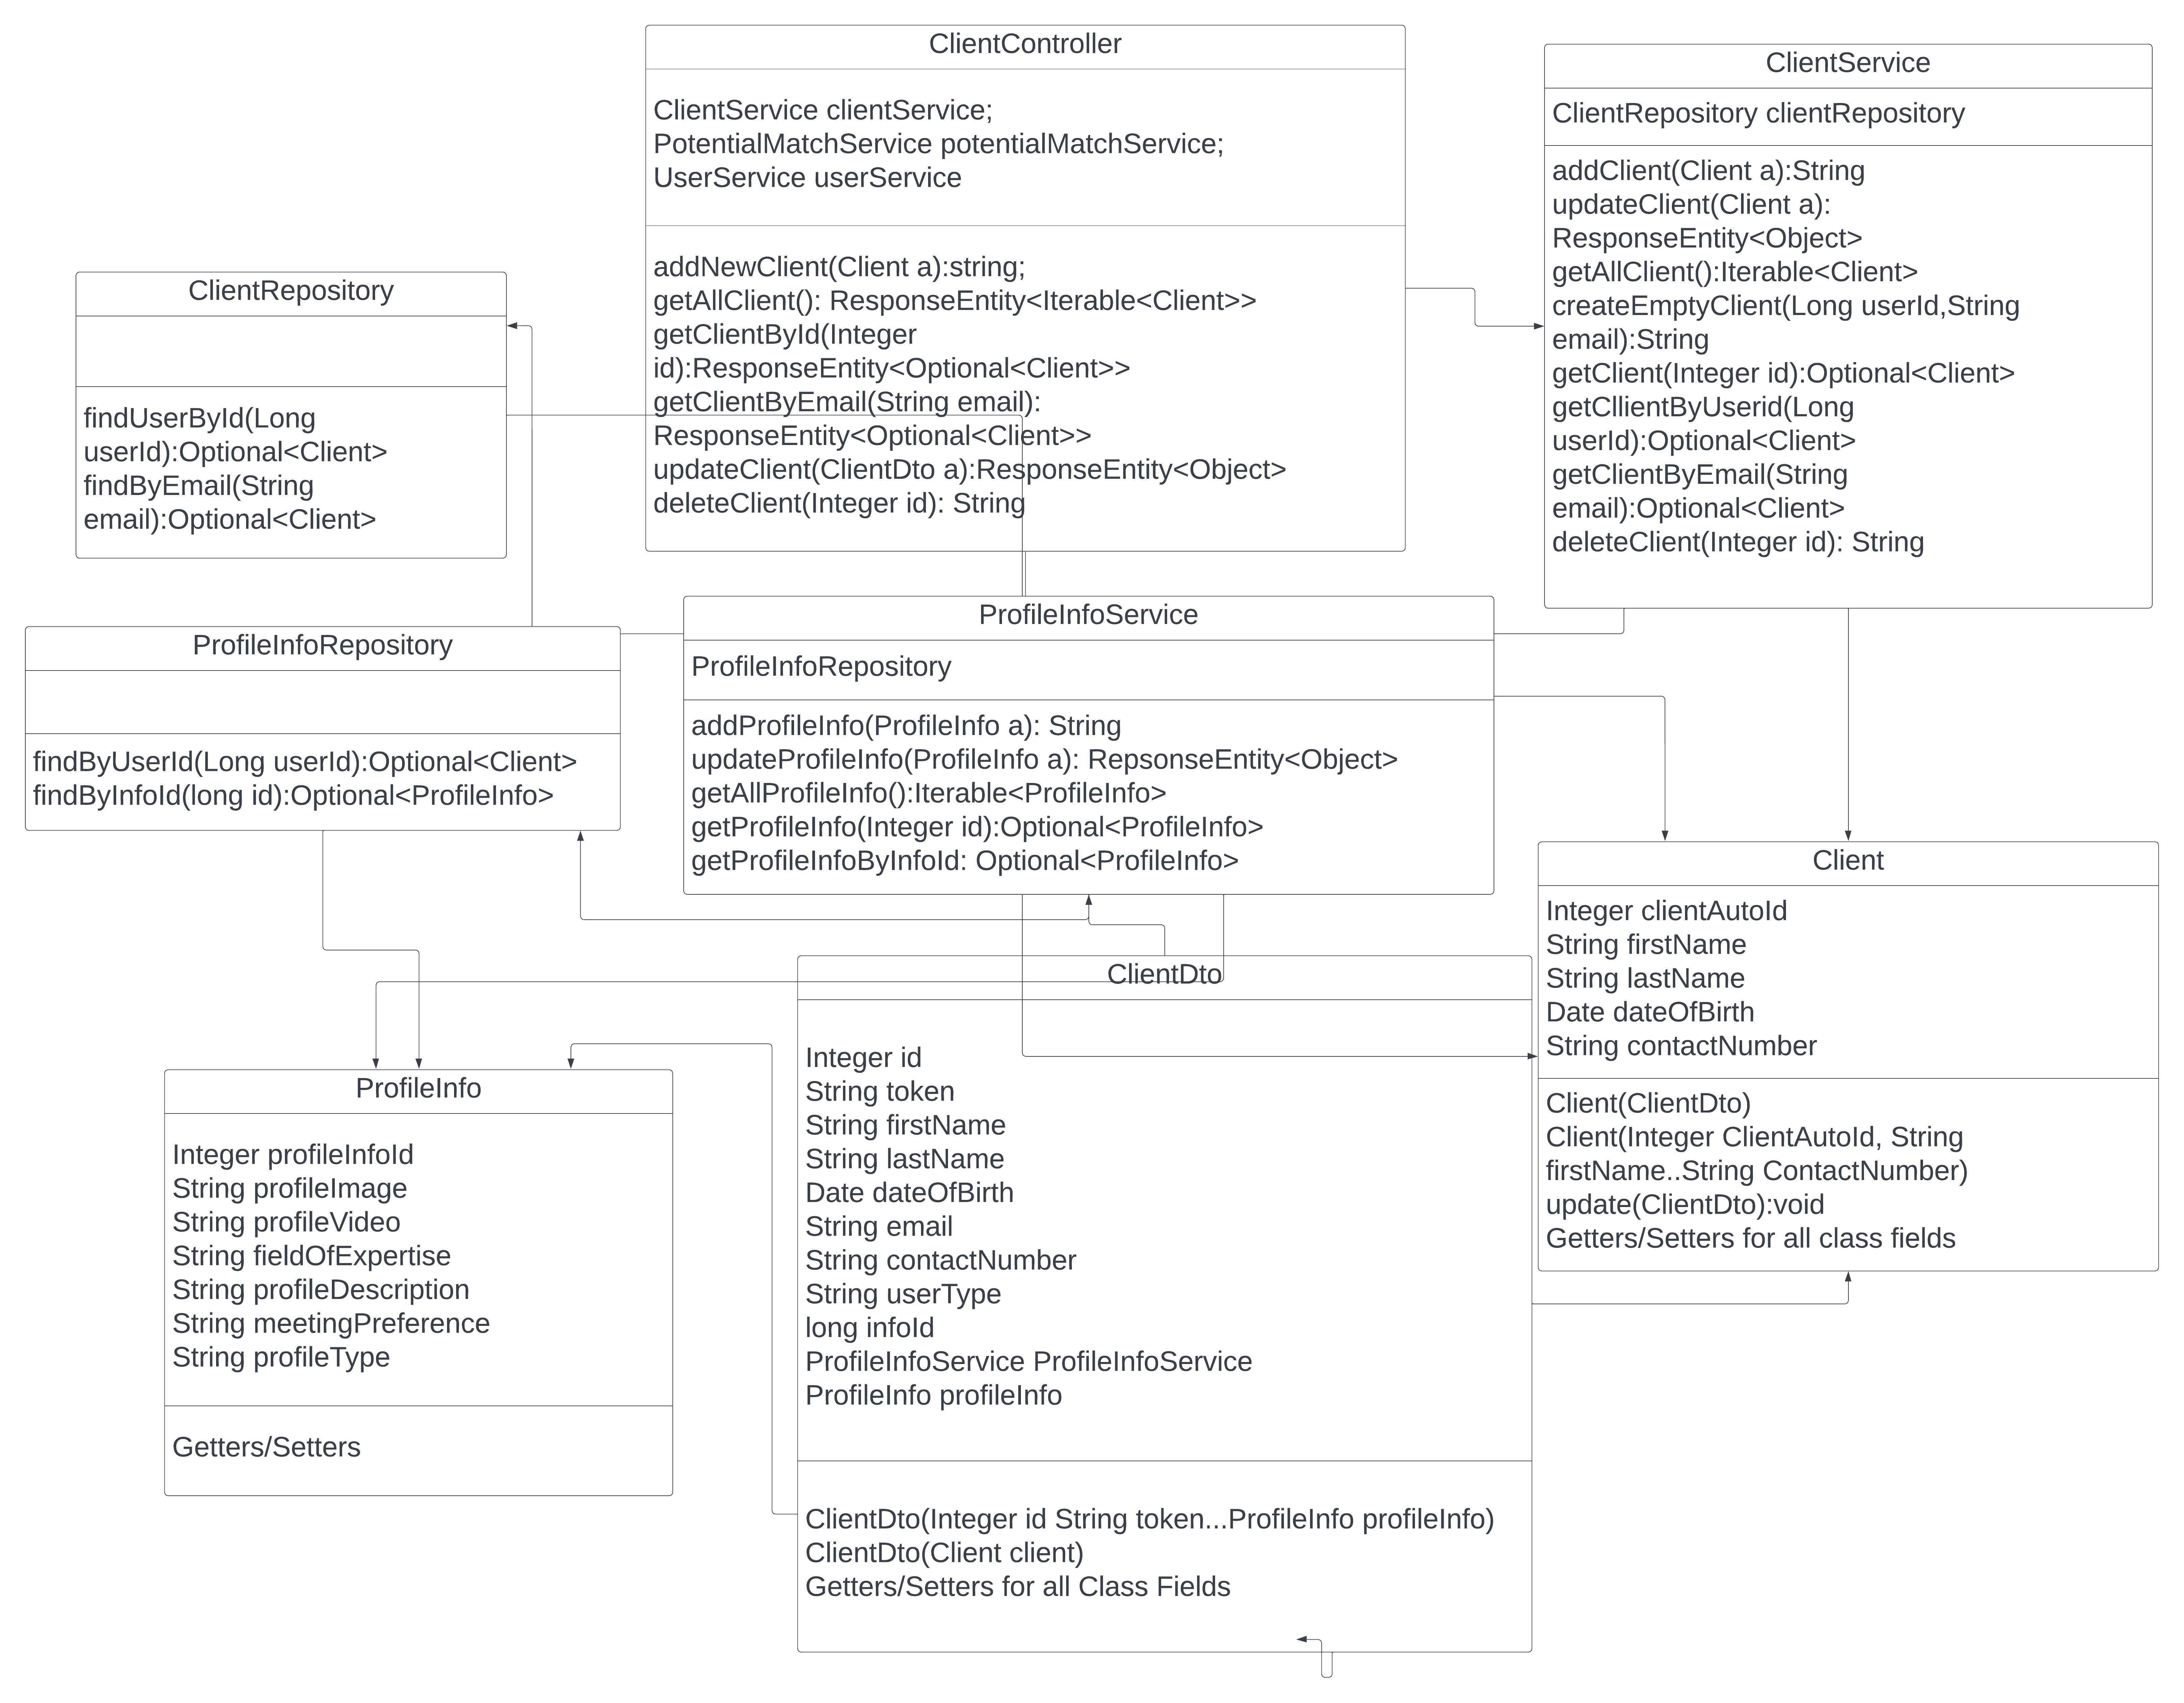 ClientController
ClientService clientService;
PotentialMatchService potentialMatchService;
UserService userService
addNewClient(Client a):string;
getAllClient(): ResponseEntity<Iterable<Client>>
getClientById(Integer
id):ResponseEntity<Optional<Client>>
getClientByEmail(String email):
ResponseEntity<Optional<Client>>
updateClient(ClientDto a):ResponseEntity<Object>
deleteClient(Integer id): String
ClientService
ClientRepository clientRepository
addClient(Client a):String
updateClient(Client a):
ResponseEntity<Object>
getAllClient():Iterable<Client>
createEmptyClient(Long userId,String
email):String
getClient(Integer id):Optional<Client>
getCllientByUserid(Long
userId):Optional<Client>
getClientByEmail(String
email):Optional<Client>
deleteClient(Integer id): String
ClientRepository
findUserById(Long
userId):Optional<Client>
findByEmail(String
email):Optional<Client>
ProfileInfoRepository
findByUserId(Long userId):Optional<Client>
findByInfoId(long id):Optional<ProfileInfo>
ProfileInfoService
ProfileInfoRepository
addProfileInfo(ProfileInfo a): String
updateProfileInfo(ProfileInfo a): RepsonseEntity<Object>
getAllProfileInfo():Iterable<ProfileInfo>
getProfileInfo(Integer id):Optional<ProfileInfo>
getProfileInfoByInfoId: Optional<ProfileInfo>
Client
Integer clientAutoId
String firstName
String lastName
Date dateOfBirth
String contactNumber
Client(ClientDto)
Client(Integer ClientAutoId, String
firstName..String ContactNumber)
update(ClientDto):void
Getters/Setters for all class fields
ProfileInfo
Integer profileInfoId
String profileImage
String profileVideo
String fieldOfExpertise
String profileDescription
String meetingPreference
String profileType
Getters/Setters
ClientDto
Integer id
String token
String firstName
String lastName
Date dateOfBirth
String email
String contactNumber
String userType
long infoId
ProfileInfoService ProfileInfoService
ProfileInfo profileInfo
ClientDto(Integer id String token...ProfileInfo profileInfo)
ClientDto(Client client)
Getters/Setters for all Class Fields